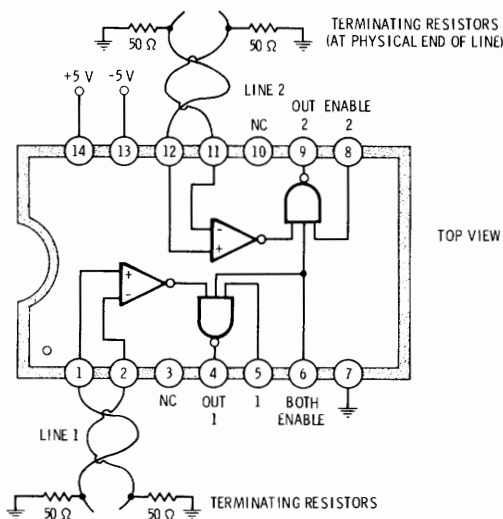 50 Ω
50 Ω
TERMINATING RESISTORS
(AT PHYSICAL END OF LINE)
+5 V
-5 V
LINE 2
NC
OUT
2
ENABLE
2
14
13
12
11
10
9
8
-
+
TOP VIEW
+
-
1
2
3
4
5
6
7
NC
OUT
1
1
BOTH
ENABLE
LINE 1
50 Ω
50 Ω
TERMINATING RESISTORS